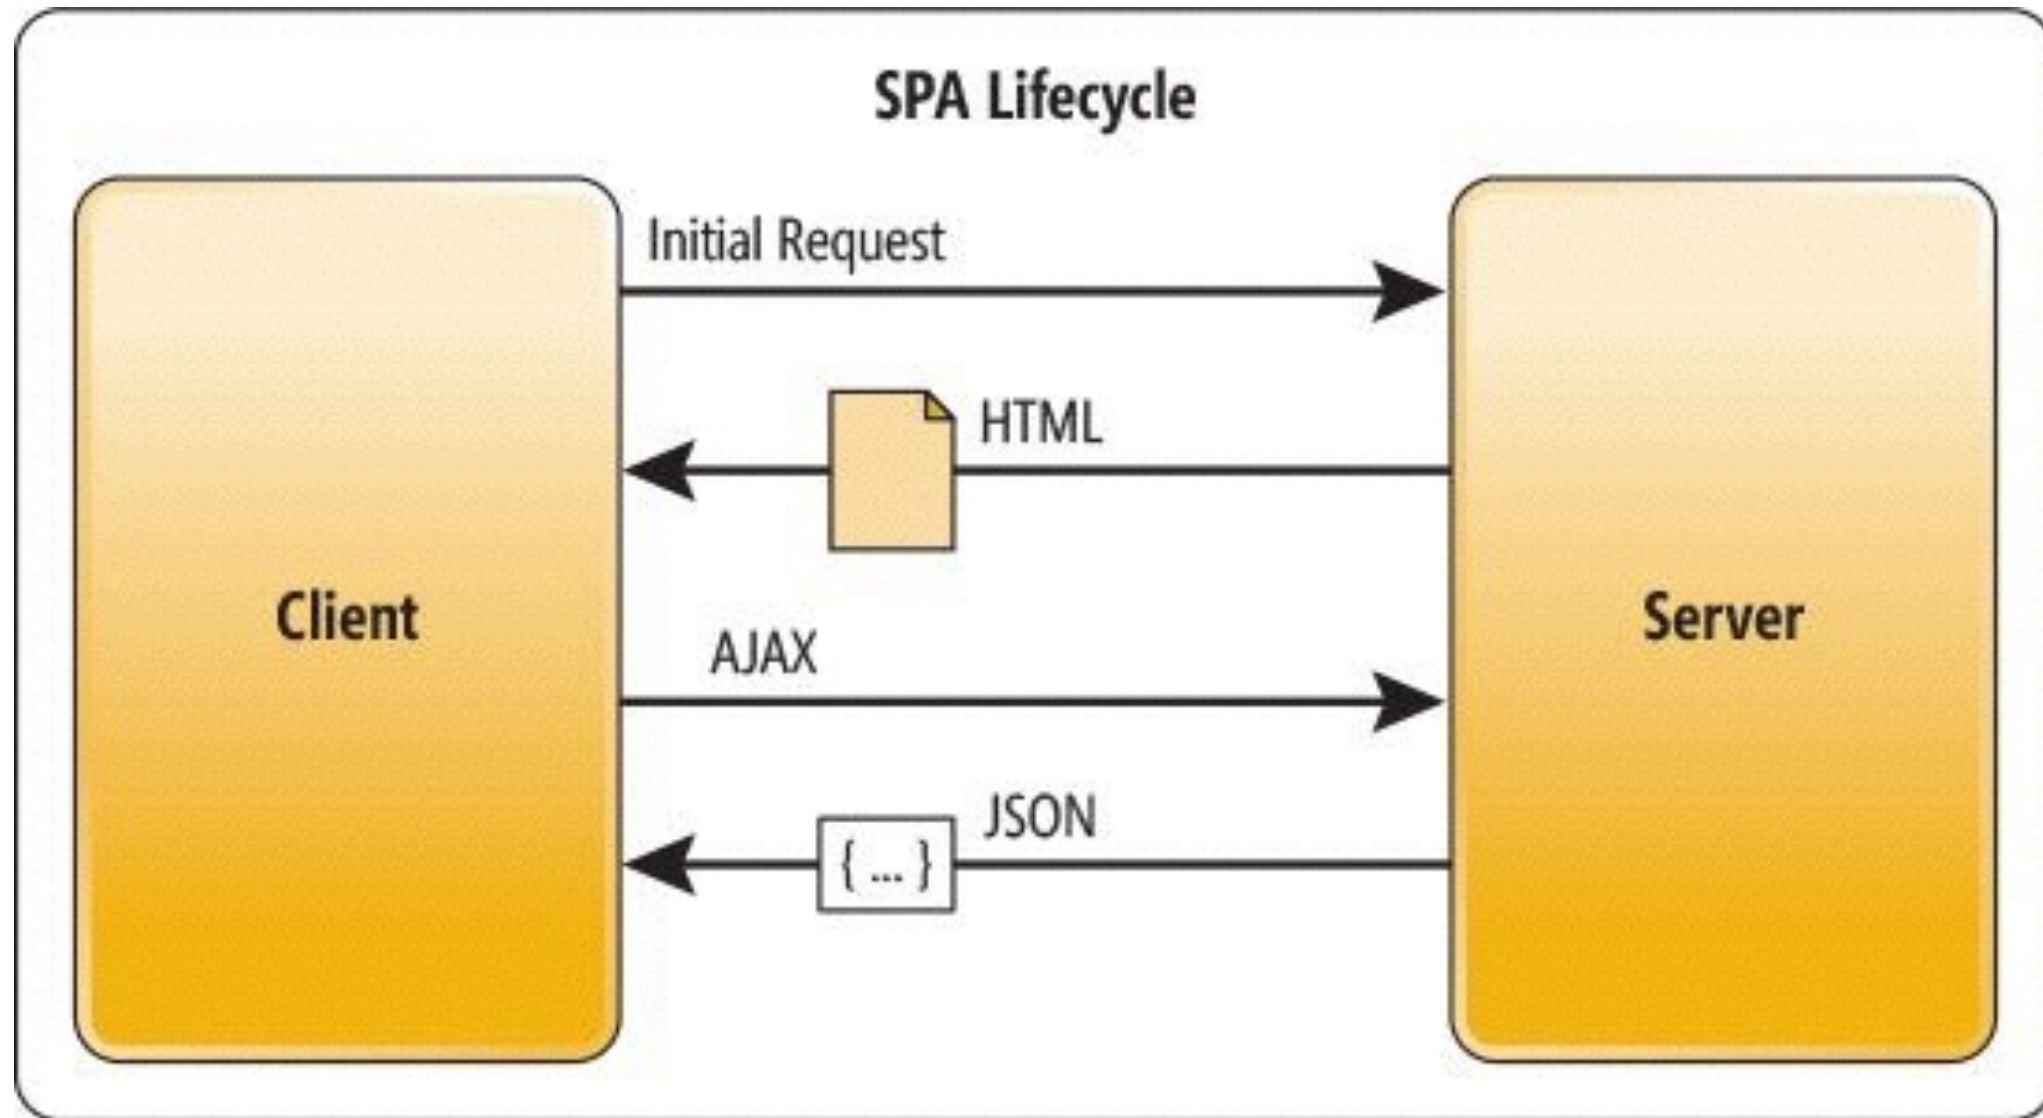 SPA Lifecycle
Initial Request
HTML
Client
Server
AJAX
JSON
{ ... }